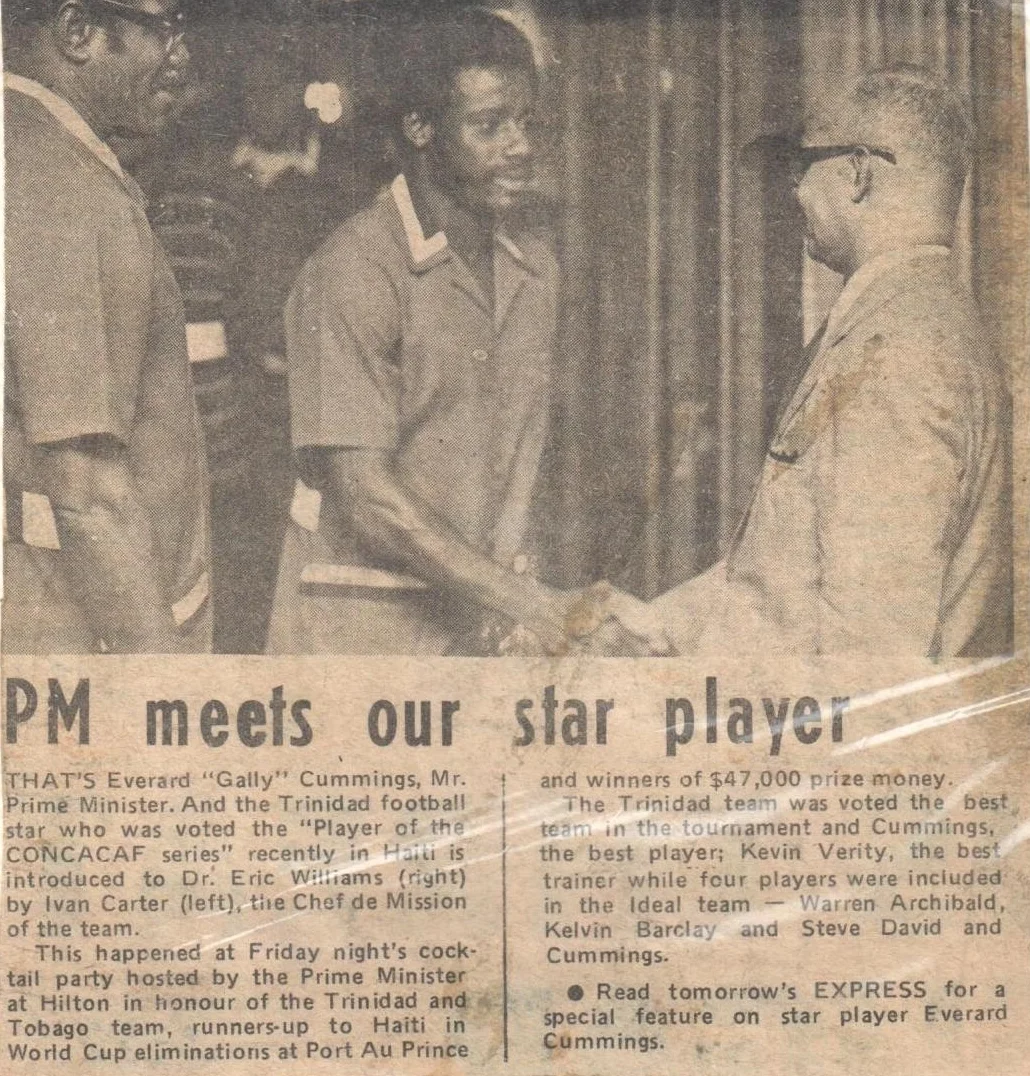 PM meets our star player
THAT'S Everard "Gally" Cummings, Mr.
Prime Minister. And the Trinidad football
star who was voted the "Player of the
CONCACAF series" recently in Haiti is
introduced to Dr. Eric Williams (right)
by Ivan Carter (left), the Chef de Mission
of the team.
This happened at Friday night's cock-
tail party hosted by the Prime Minister
at Hilton in honour of the Trinidad and
Tobago team, runners-up to Haiti in
World Cup eliminations at Port Au Prince
and winners of $47,000 prize money.
The Trinidad team was voted the best
team in the tournament and Cummings,
the best player; Kevin Verity, the best
trainer while four players were included
in the Ideal team — Warren Archibald,
Kelvin Barclay and Steve David and
Cummings.
● Read tomorrow's EXPRESS for a
special feature on star player Everard
Cummings.